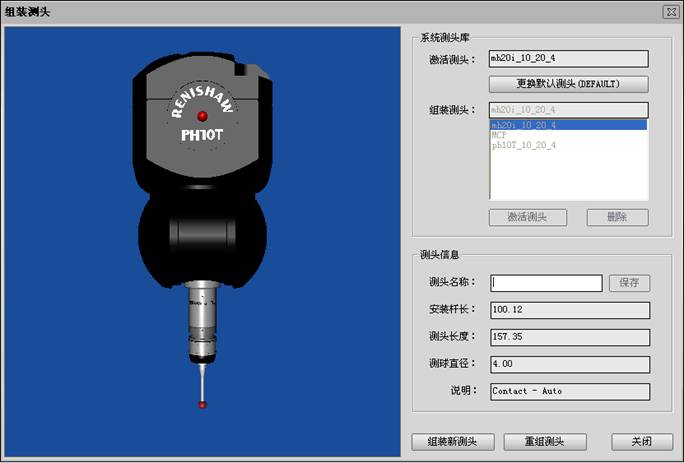 组装测头
RENISHAW
PH10T
系统测头库
激活测头：
mh20i_10_20_4
更换默认测头(DEFAULT)
组装测头：
mh20i_10_20_4
mh20i_10_20_4
MCP
ph10T_10_20_4
激活测头
删除
测头信息
测头名称：
保存
安装杆长：
100.12
测头长度：
157.35
测球直径：
4.00
说明：
Contact - Auto
组装新测头
重组测头
关闭